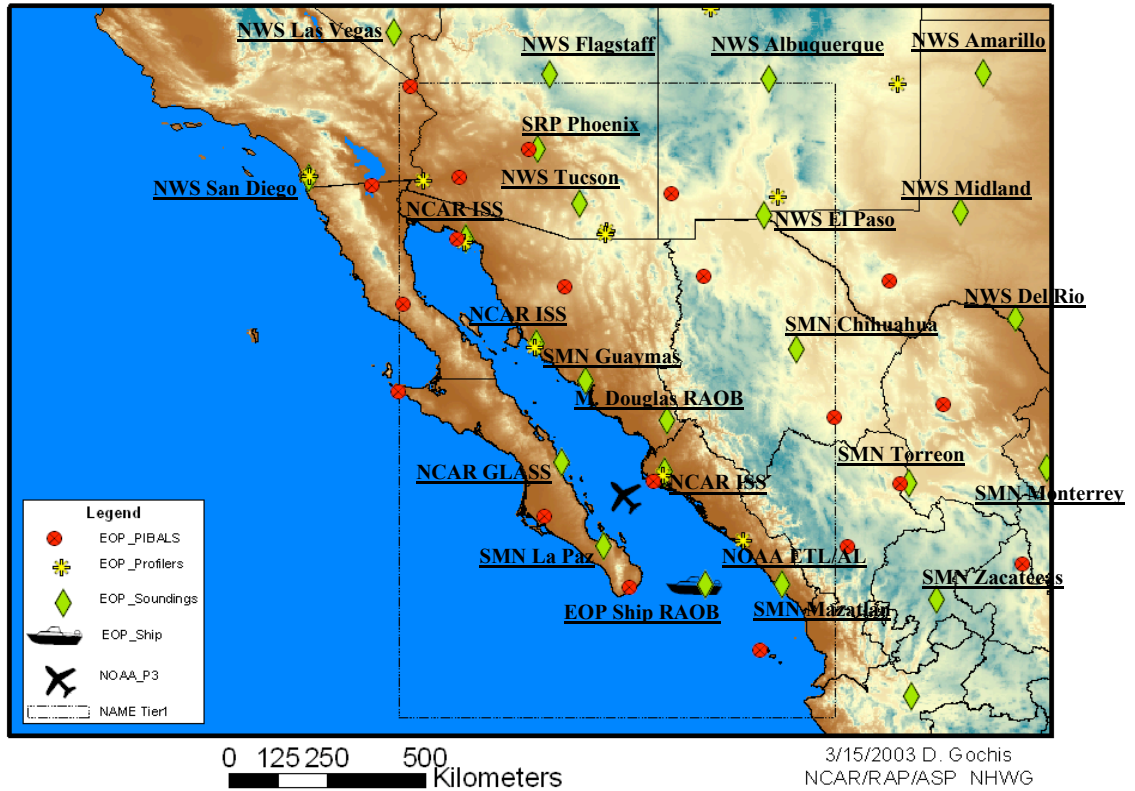 NWS Las Vegas
NWS Flagstaff
NWS Albuquerque
NWS Amarillo
SRP Phoenix
NWS San Diego
NWS Tucson
NWS Midland
NCAR ISS
NWS El Paso
NWS Del Rio
NCAR ISS
SMN Chihuahua
SMN Guaymas
M. Douglas RAOB
SMN Torreon
NCAR GLASS
NCAR ISS
SMN Monterrey
SMN La Paz
NOAA ETL/AL
SMN Zacatecas
EOP Ship RAOB
SMN Mazatlan
Legend
EOP_PIBALS
EOP_Profilers
EOP_Soundings
EOP_Ship
NOAA_P3
NAME Tier1
0 125 250 500
Kilometers
3/15/2003 D. Gochis
NCAR/RAP/ASP NHWG